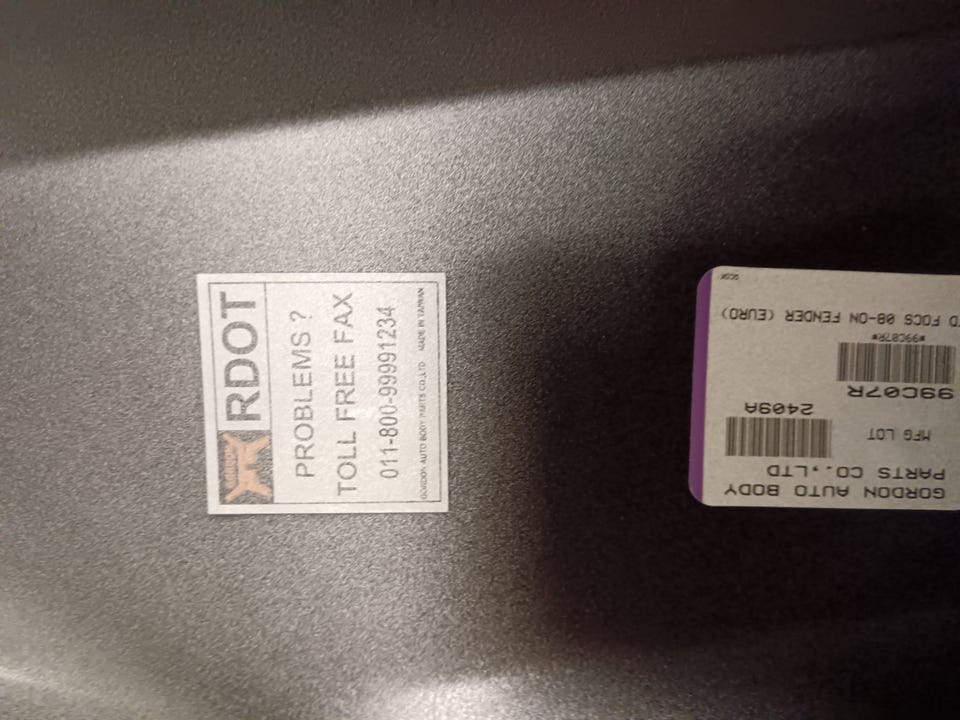 RDOT
PROBLEMS ?
TOLL FREE FAX
011-800-99991234
GORDON AUTO BODY PARTS CO.,LTD MADE IN TAIWAN
GORDON AUTO BODY
PARTS CO.,LTD
MFG LOT
2409A
99C07R
*99C07R*
D FOCS 08-ON FENDER (EURO)